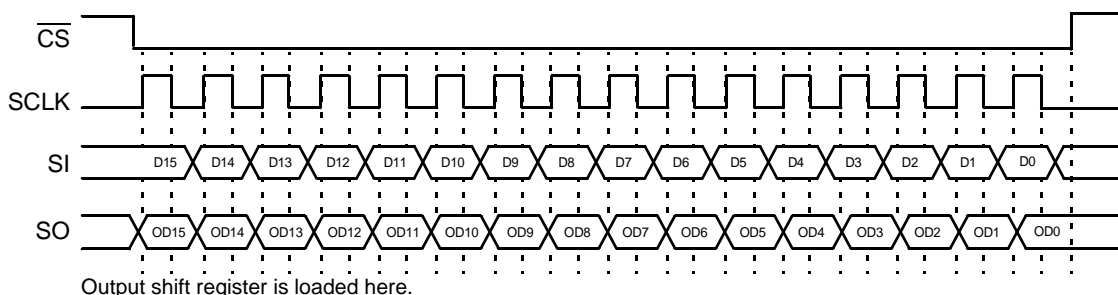 CS
SCLK
SI D15 D14 D13 D12 D11 D10 D9 D8 D7 D6 D5 D4 D3 D2 D1 D0
SO OD15 OD14 OD13 OD12 OD11 OD10 OD9 OD8 OD7 OD6 OD5 OD4 OD3 OD2 OD1 OD0
Output shift register is loaded here.